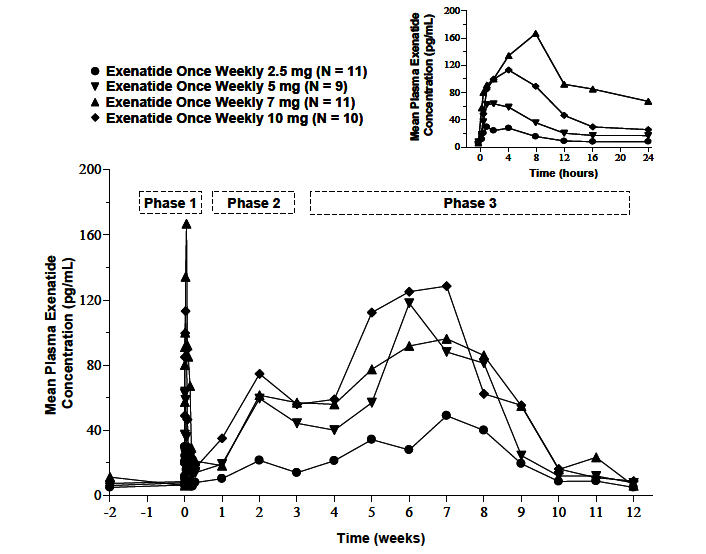 Exenatide Once Weekly 2.5 mg (N = 11)
Exenatide Once Weekly 5 mg (N = 9)
Exenatide Once Weekly 7 mg (N = 11)
Exenatide Once Weekly 10 mg (N = 10)
Mean Plasma Exenatide
Concentration (pg/mL)
200
160
120
80
40
0
0 4 8 12 16 20 24
Time (hours)
Phase 1 Phase 2 Phase 3
Mean Plasma Exenatide
Concentration (pg/mL)
200
160
120
80
40
0
-2 -1 0 1 2 3 4 5 6 7 8 9 10 11 12
Time (weeks)